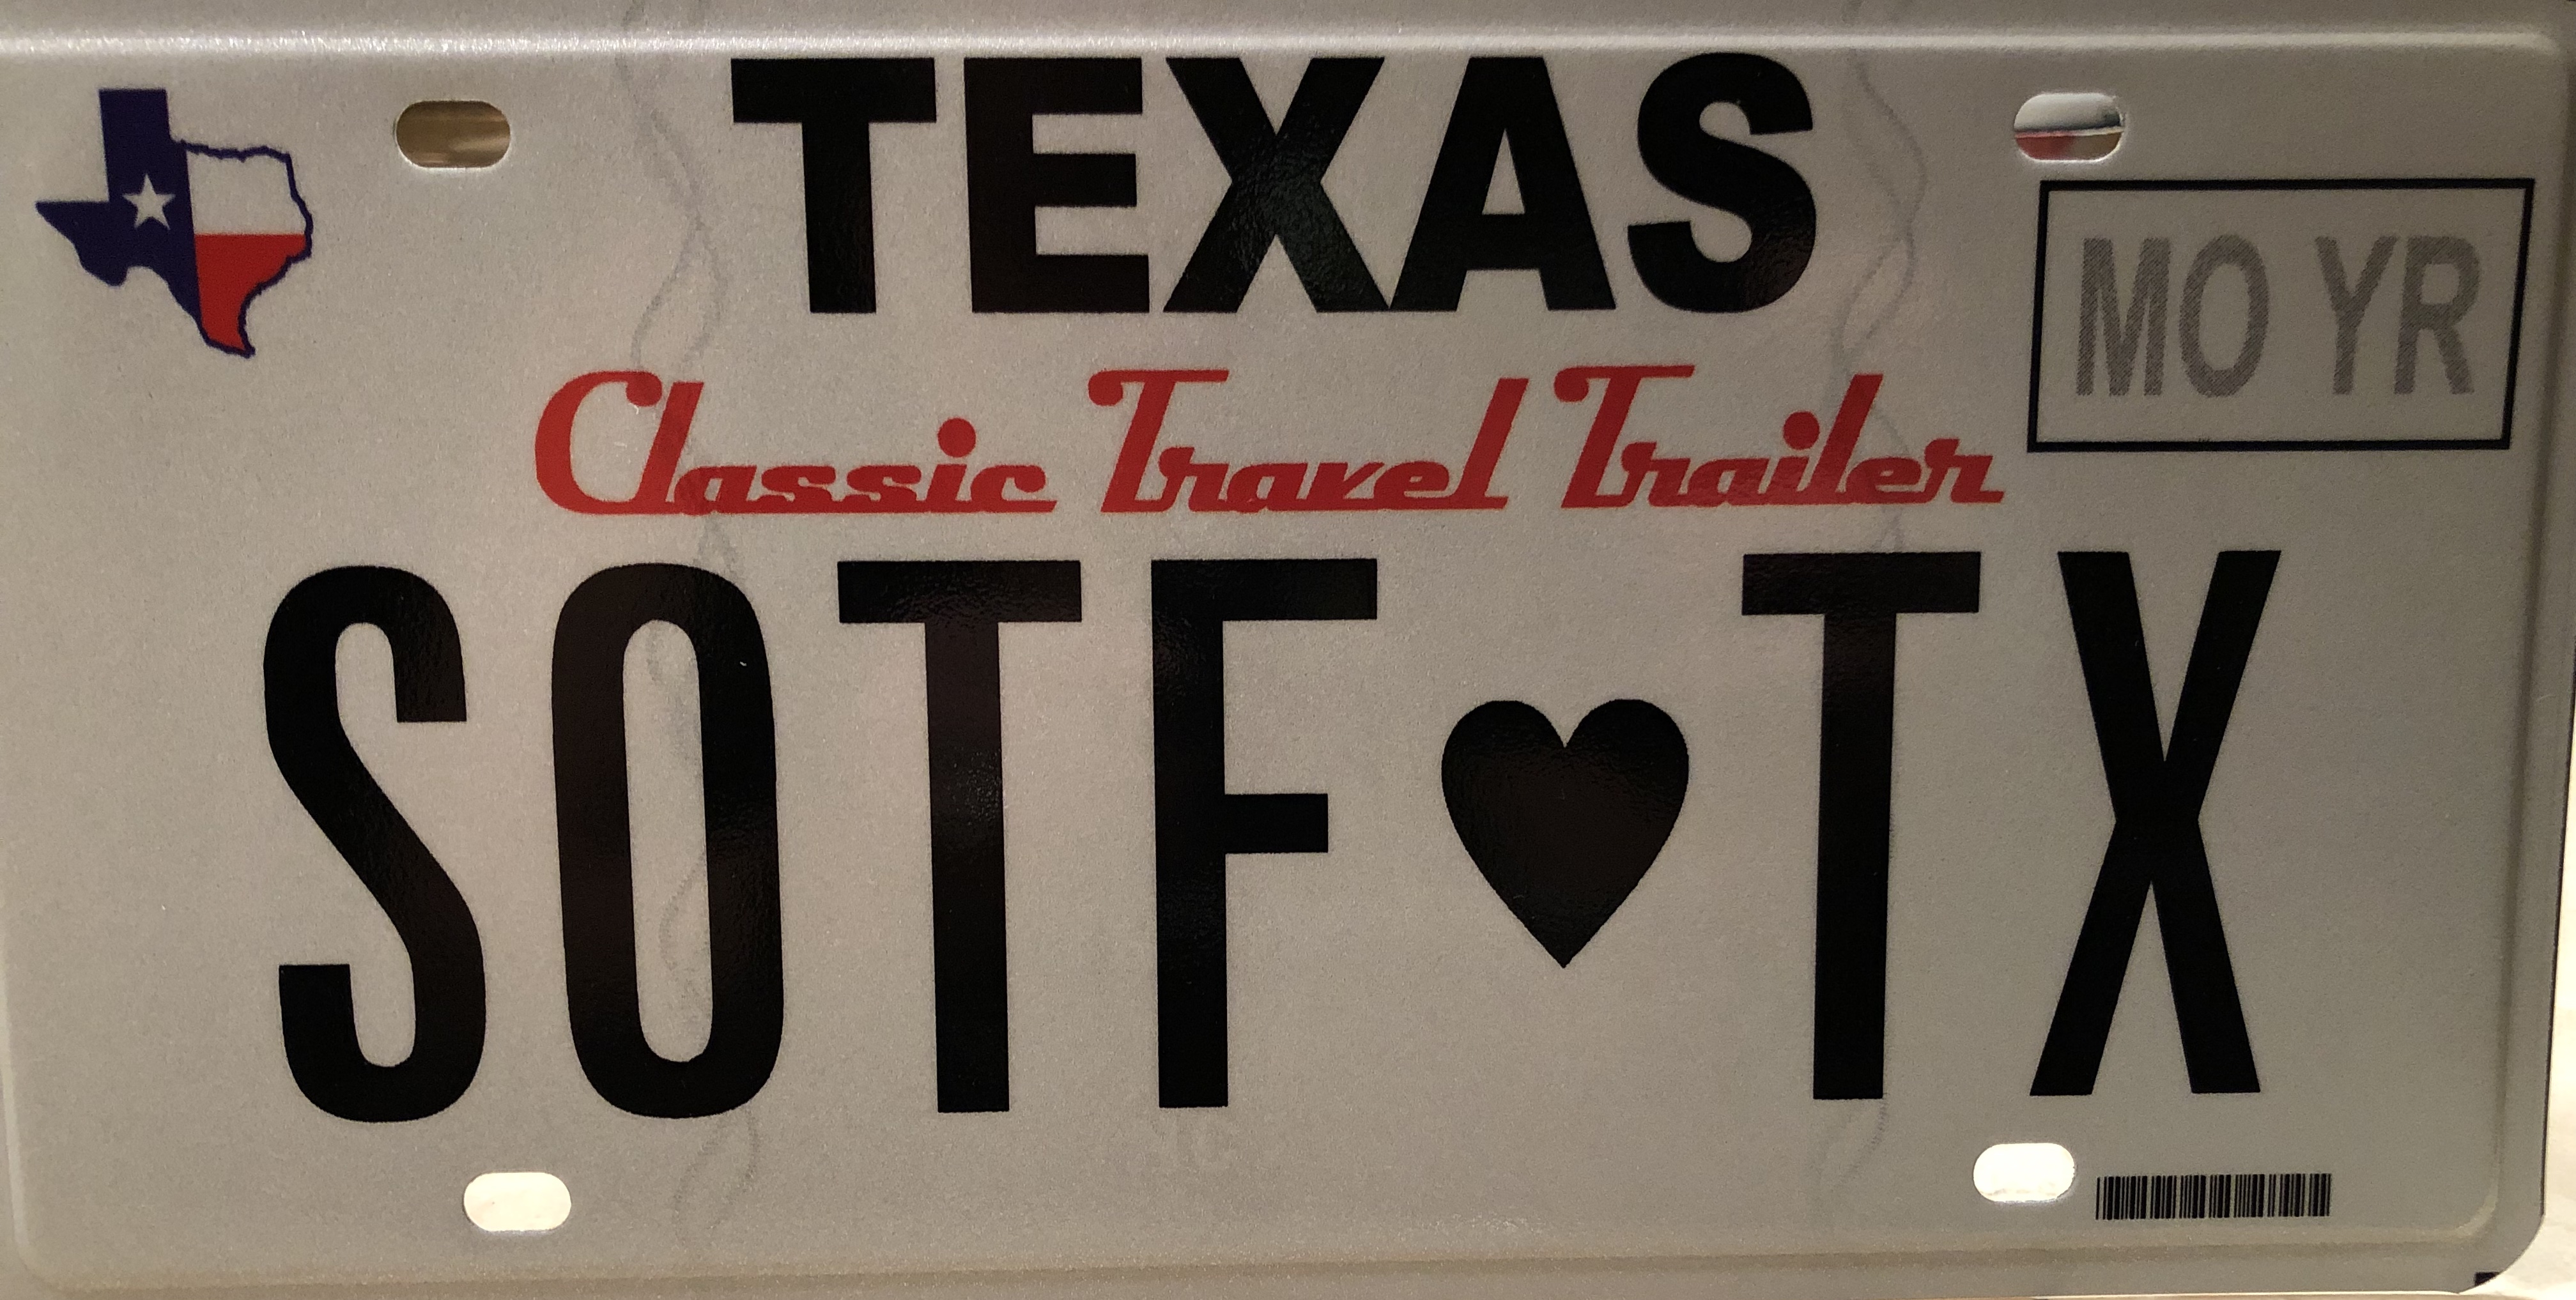 TEXAS
MO YR
Classic Travel Trailer
SOTF♥TX